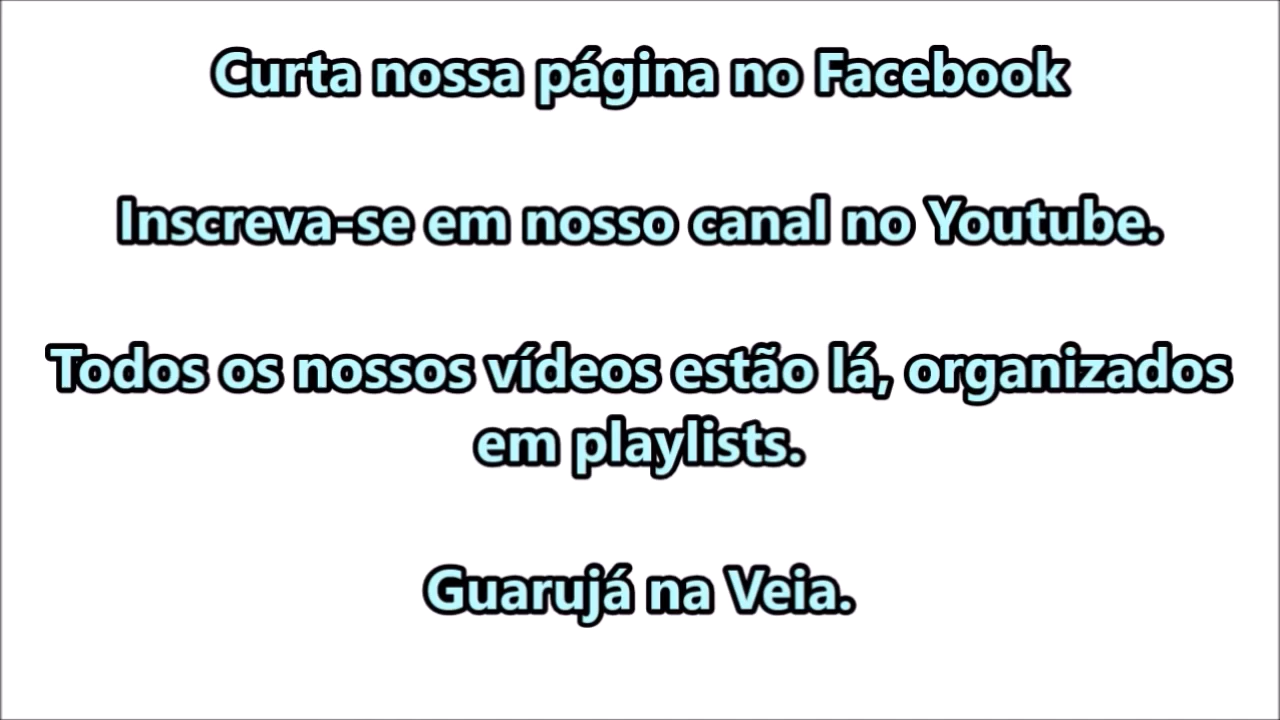 Curta nossa página no Facebook
Inscreva-se em nosso canal no Youtube.
Todos os nossos vídeos estão lá, organizados
em playlists.
Guarujá na Veia.